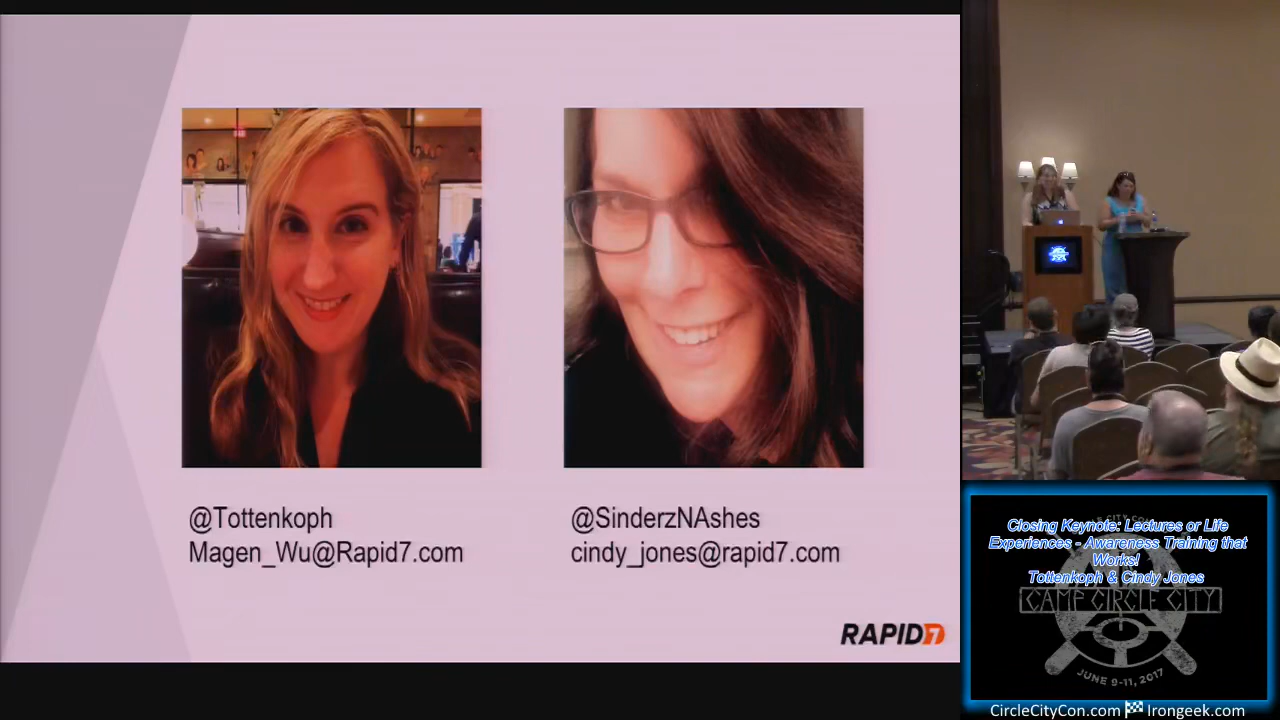 @Tottenkoph
Magen_Wu@Rapid7.com
@SinderzNAshes
cindy_jones@rapid7.com
RAPID7
Closing Keynote: Lectures or Life
Experiences - Awareness Training that
Works!
Tottenkoph & Cindy Jones
CAMP CIRCLE CITY
JUNE 9-11, 2017
CircleCityCon.com Irongeek.com